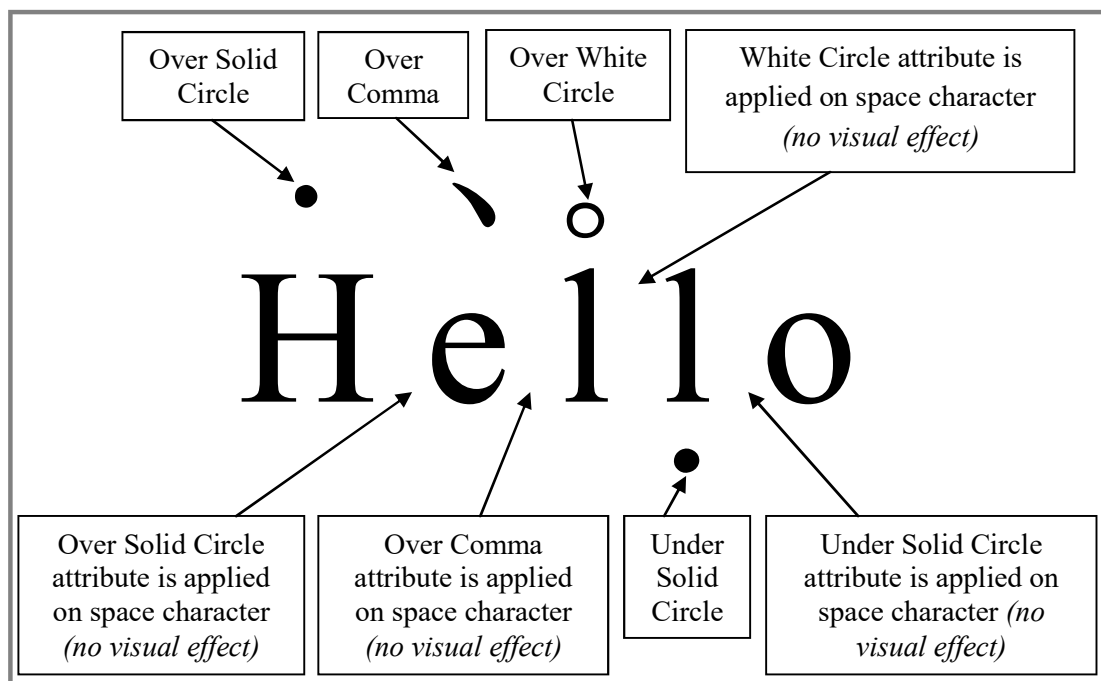 Over Solid
Circle
Over
Comma
Over White
Circle
White Circle attribute is
applied on space character
(no visual effect)
H e l l o
Over Solid Circle
attribute is applied
on space character
(no visual effect)
Over Comma
attribute is applied
on space character
(no visual effect)
Under
Solid
Circle
Under Solid Circle
attribute is applied on
space character (no
visual effect)